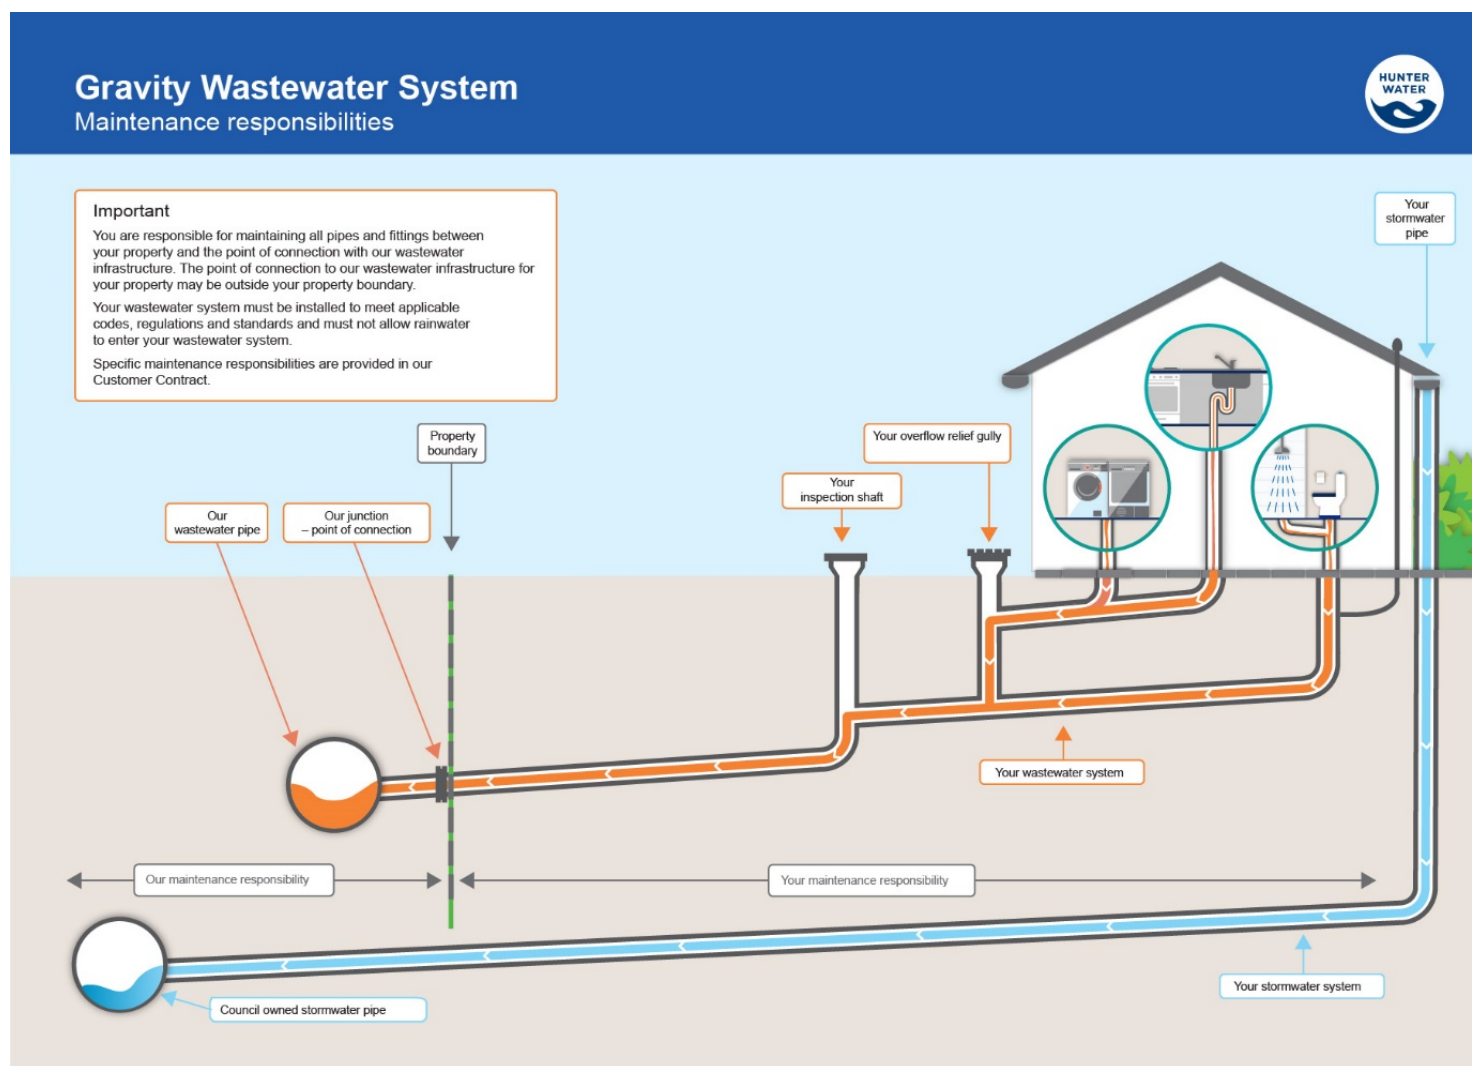 Gravity Wastewater System
Maintenance responsibilities
HUNTER
WATER
Important
You are responsible for maintaining all pipes and fittings between
your property and the point of connection with our wastewater
infrastructure. The point of connection to our wastewater infrastructure for
your property may be outside your property boundary.
Your wastewater system must be installed to meet applicable
codes, regulations and standards and must not allow rainwater
to enter your wastewater system.
Specific maintenance responsibilities are provided in our
Customer Contract.
Your
stormwater
pipe
Property
boundary
Your overflow relief gully
Your
inspection shaft
Our
wastewater pipe
Our junction
– point of connection
Your wastewater system
Our maintenance responsibility
Your maintenance responsibility
Your stormwater system
Council owned stormwater pipe